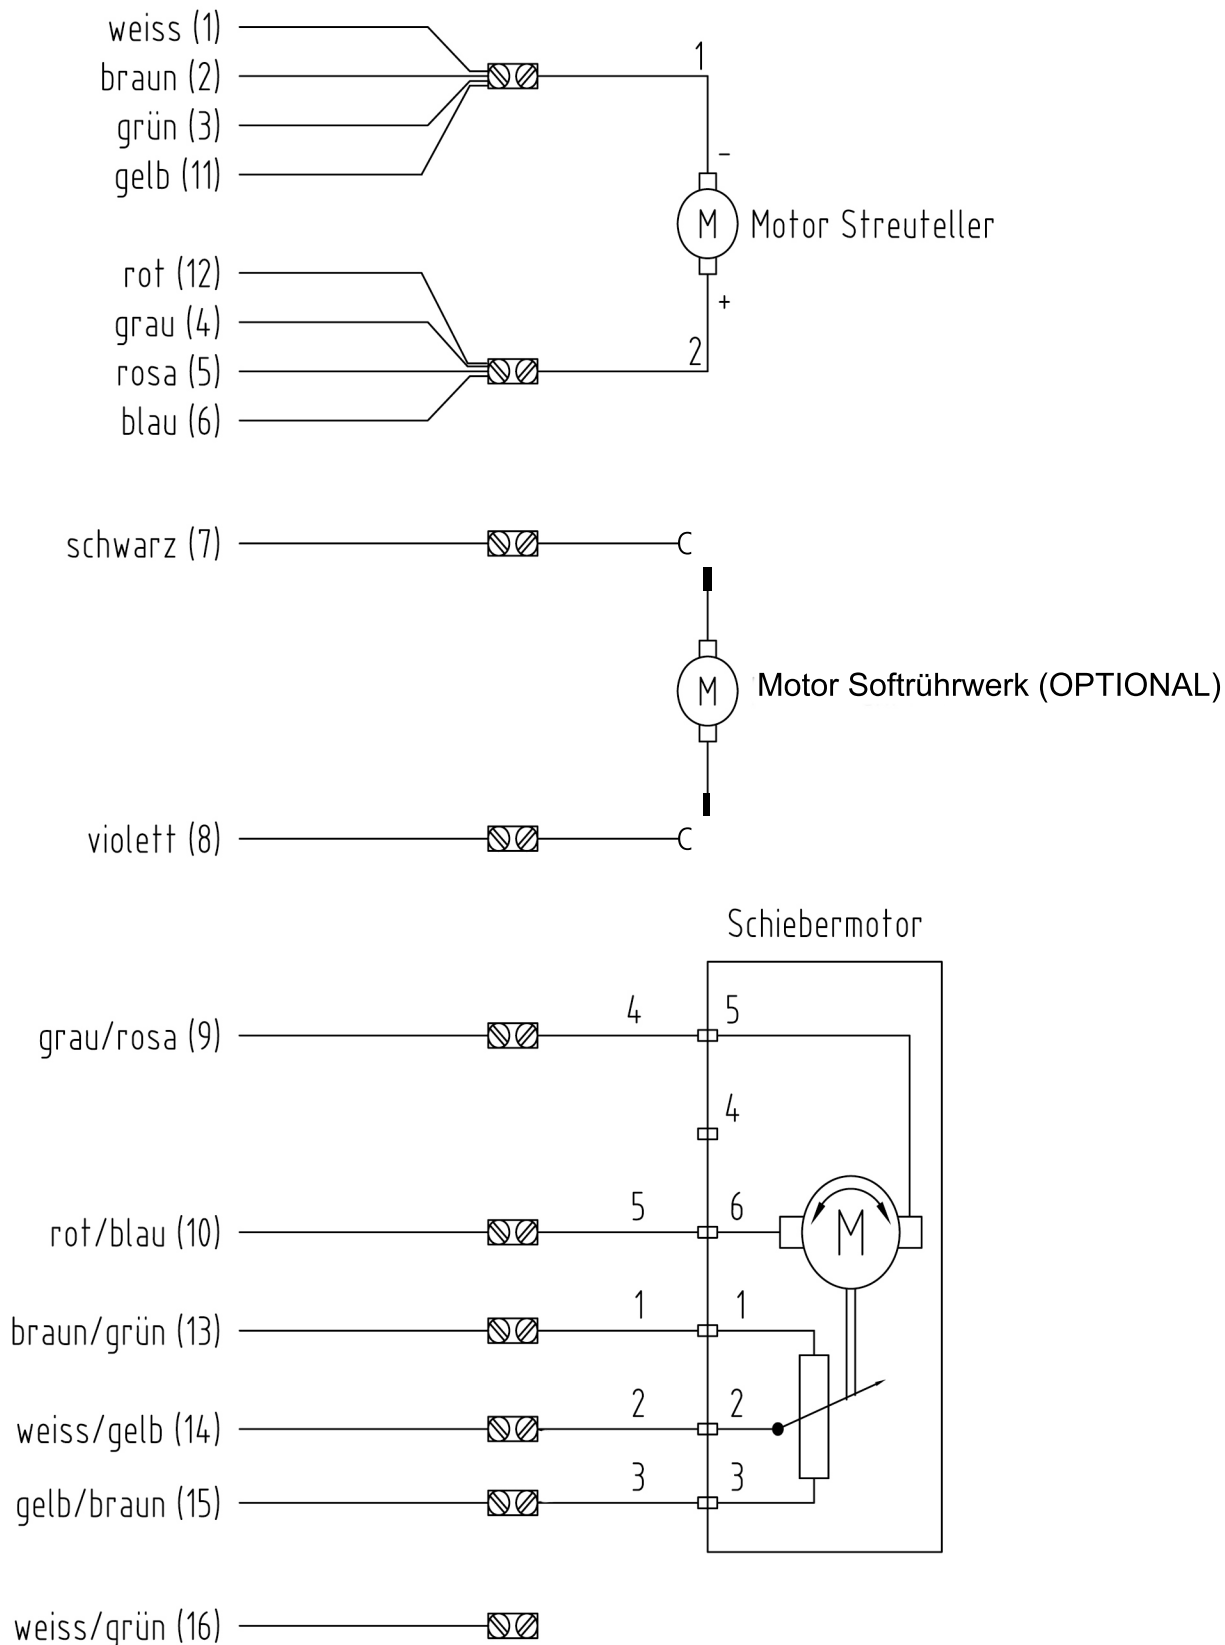 weiss (1)
1
braun (2)
grün (3)
-
gelb (11)
M Motor Streuteller
rot (12)
+
grau (4)
2
rosa (5)
blau (6)
schwarz (7)
C
M Motor Softrührwerk (OPTIONAL)
violett (8)
C
Schiebermotor
4 5
grau/rosa (9)
4
5 6
rot/blau (10)
M
1 1
braun/grün (13)
2 2
weiss/gelb (14)
3 3
gelb/braun (15)
weiss/grün (16)